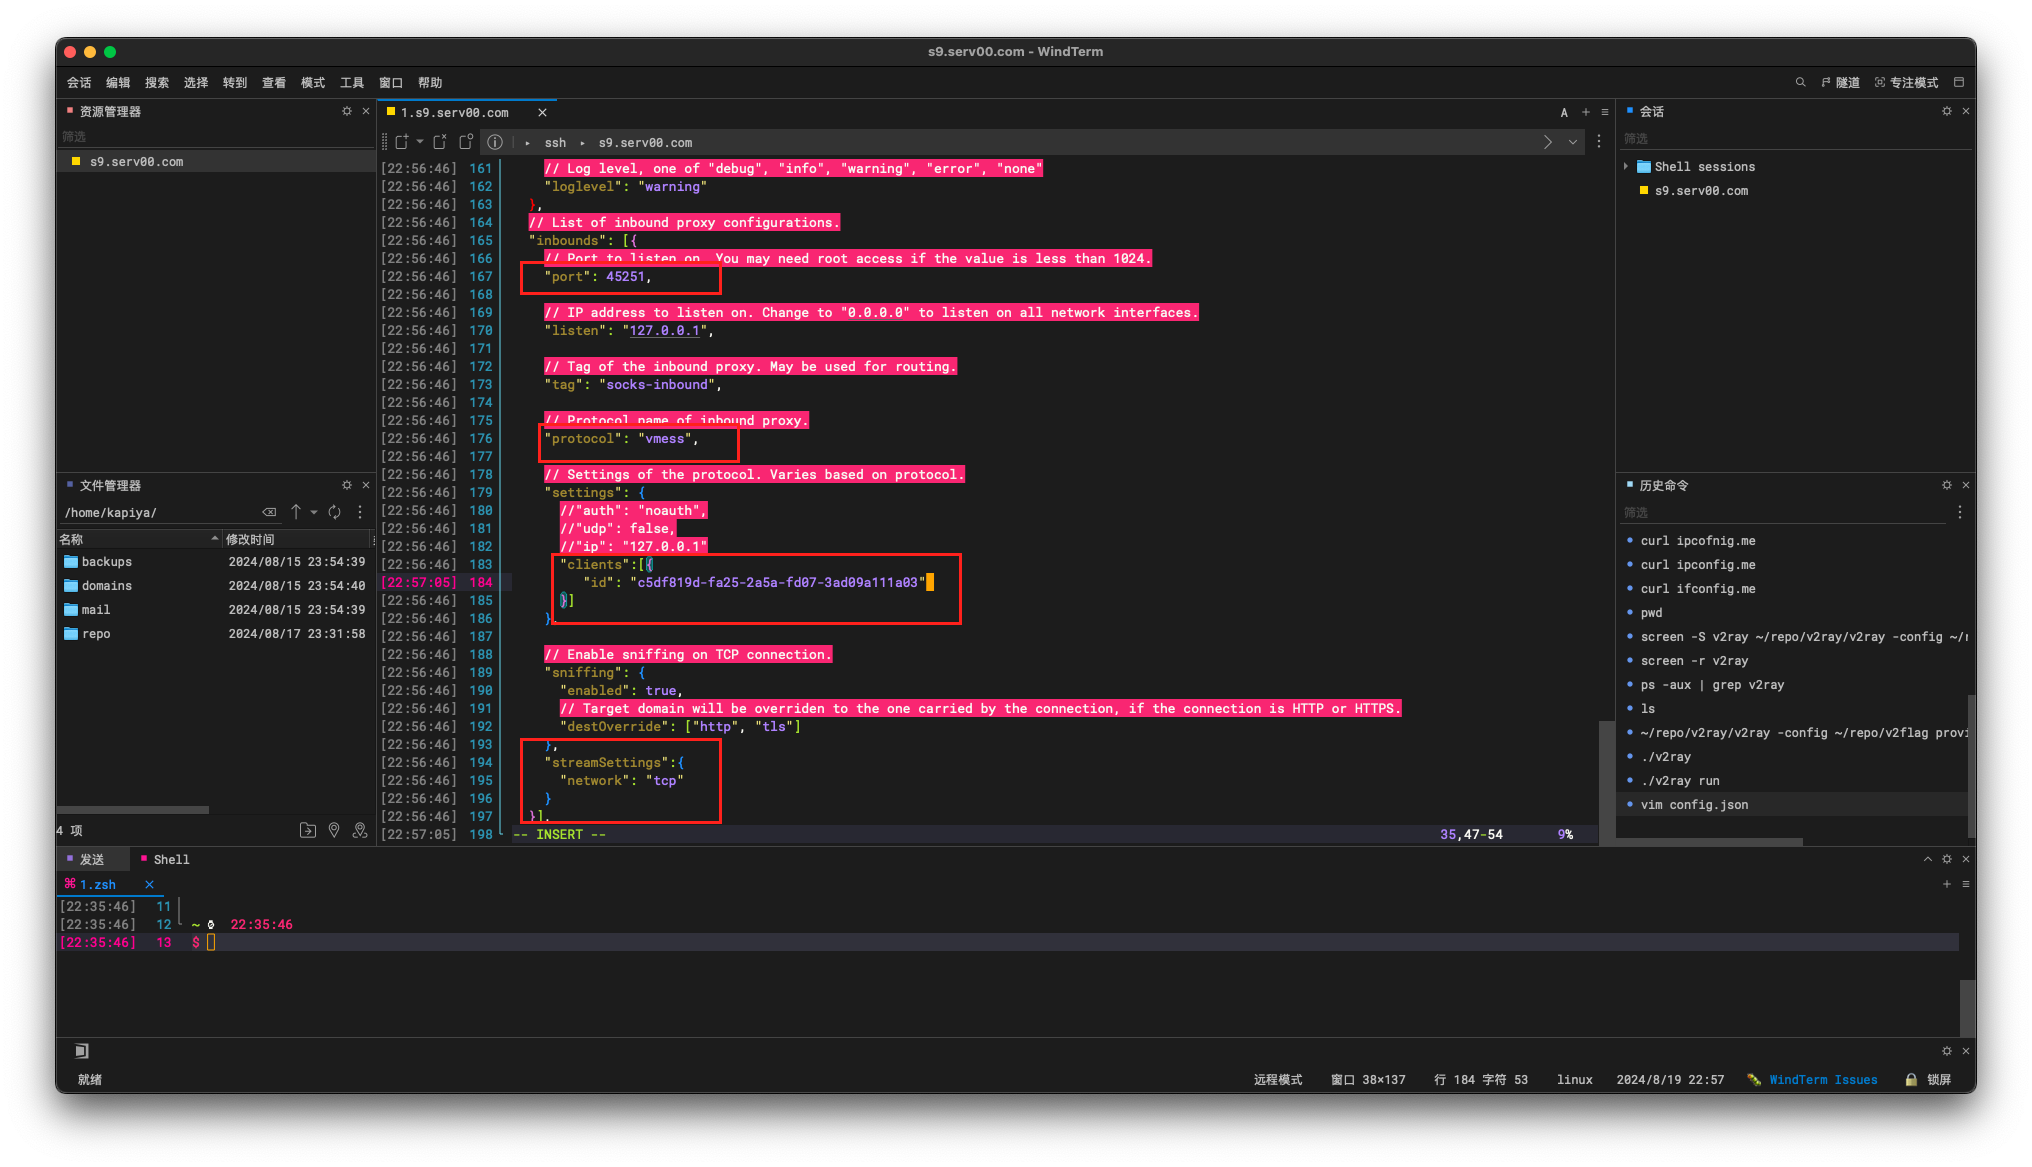 s9.serv00.com - WindTerm
会话 编辑 搜索 选择 转到 查看 模式 工具 窗口 帮助
隧道 专注模式
资源管理器
筛选
s9.serv00.com
1.s9.serv00.com
A
ssh s9.serv00.com
[22:56:46] 161 // Log level, one of "debug", "info", "warning", "error", "none"
[22:56:46] 162 "loglevel": "warning"
[22:56:46] 163 },
[22:56:46] 164 // List of inbound proxy configurations.
[22:56:46] 165 "inbounds": [{
[22:56:46] 166 // Port to listen on. You may need root access if the value is less than 1024.
[22:56:46] 167 "port": 45251,
[22:56:46] 168
[22:56:46] 169 // IP address to listen on. Change to "0.0.0.0" to listen on all network interfaces.
[22:56:46] 170 "listen": "127.0.0.1",
[22:56:46] 171
[22:56:46] 172 // Tag of the inbound proxy. May be used for routing.
[22:56:46] 173 "tag": "socks-inbound",
[22:56:46] 174
[22:56:46] 175 // Protocol name of inbound proxy.
[22:56:46] 176 "protocol": "vmess",
[22:56:46] 177
[22:56:46] 178 // Settings of the protocol. Varies based on protocol.
[22:56:46] 179 "settings": {
[22:56:46] 180 //"auth": "noauth",
[22:56:46] 181 //"udp": false,
[22:56:46] 182 //"ip": "127.0.0.1"
[22:56:46] 183 "clients":[{
[22:57:05] 184 "id": "c5df819d-fa25-2a5a-fd07-3ad09a111a03"
[22:56:46] 185 }]
[22:56:46] 186 },
[22:56:46] 187
[22:56:46] 188 // Enable sniffing on TCP connection.
[22:56:46] 189 "sniffing": {
[22:56:46] 190 "enabled": true,
[22:56:46] 191 // Target domain will be overriden to the one carried by the connection, if the connection is HTTP or HTTPS.
[22:56:46] 192 "destOverride": ["http", "tls"]
[22:56:46] 193 },
[22:56:46] 194 "streamSettings":{
[22:56:46] 195 "network": "tcp"
[22:56:46] 196 }
[22:56:46] 197 }],
[22:57:05] 198 -- INSERT -- 35,47-54 9%
会话
筛选
Shell sessions
s9.serv00.com
文件管理器
/home/kapiya/
名称 修改时间
backups 2024/08/15 23:54:39
domains 2024/08/15 23:54:40
mail 2024/08/15 23:54:39
repo 2024/08/17 23:31:58
4 项
历史命令
筛选
curl ipcofnig.me
curl ipconfig.me
curl ifconfig.me
pwd
screen -S v2ray ~/repo/v2ray/v2ray -config ~/r
screen -r v2ray
ps -aux | grep v2ray
ls
~/repo/v2ray/v2ray -config ~/repo/v2flag provi
./v2ray
./v2ray run
vim config.json
发送 Shell
1.zsh
[22:35:46] 11
[22:35:46] 12 ~ 22:35:46
[22:35:46] 13 $
就绪
远程模式 窗口 38×137 行 184 字符 53 linux 2024/8/19 22:57 WindTerm Issues 锁屏